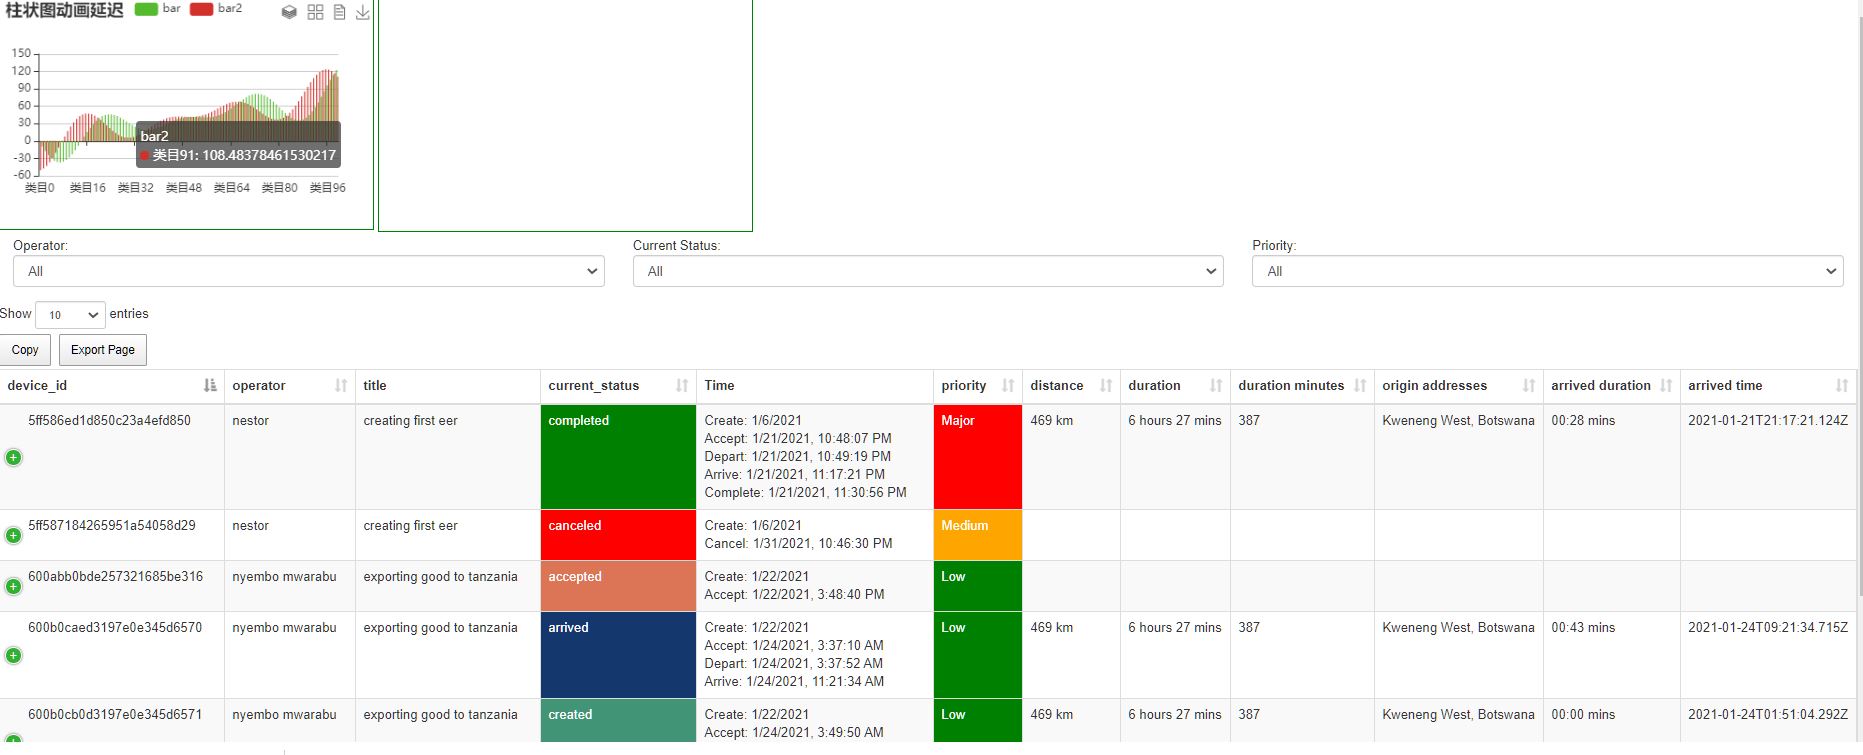 柱状图动画延迟
bar
bar2
150
120
90
60
30
0
-30
-60
bar2
类目91: 108.48378461530217
类目0
类目16
类目32
类目48
类目64
类目80
类目96
Operator:
Current Status:
Priority:
All
All
All
Show 10 entries
Copy
Export Page
device_id operator title current_status Time priority distance duration duration minutes origin addresses arrived duration arrived time
5ff586ed1d850c23a4efd850 nestor creating first eer completed Create: 1/6/2021 Major 469 km 6 hours 27 mins 387 Kweneng West, Botswana 00:28 mins 2021-01-21T21:17:21.124Z
Accept: 1/21/2021, 10:48:07 PM
Depart: 1/21/2021, 10:49:19 PM
Arrive: 1/21/2021, 11:17:21 PM
Complete: 1/21/2021, 11:30:56 PM
5ff587184265951a54058d29 nestor creating first eer canceled Create: 1/6/2021 Medium
Cancel: 1/31/2021, 10:46:30 PM
600abb0bde257321685be316 nyembo mwarabu exporting good to tanzania accepted Create: 1/22/2021 Low
Accept: 1/22/2021, 3:48:40 PM
600b0caed3197e0e345d6570 nyembo mwarabu exporting good to tanzania arrived Create: 1/22/2021 Low 469 km 6 hours 27 mins 387 Kweneng West, Botswana 00:43 mins 2021-01-24T09:21:34.715Z
Accept: 1/24/2021, 3:37:10 AM
Depart: 1/24/2021, 3:37:52 AM
Arrive: 1/24/2021, 11:21:34 AM
600b0cb0d3197e0e345d6571 nyembo mwarabu exporting good to tanzania created Create: 1/22/2021 Low 469 km 6 hours 27 mins 387 Kweneng West, Botswana 00:00 mins 2021-01-24T01:51:04.292Z
Accept: 1/24/2021, 3:49:50 AM